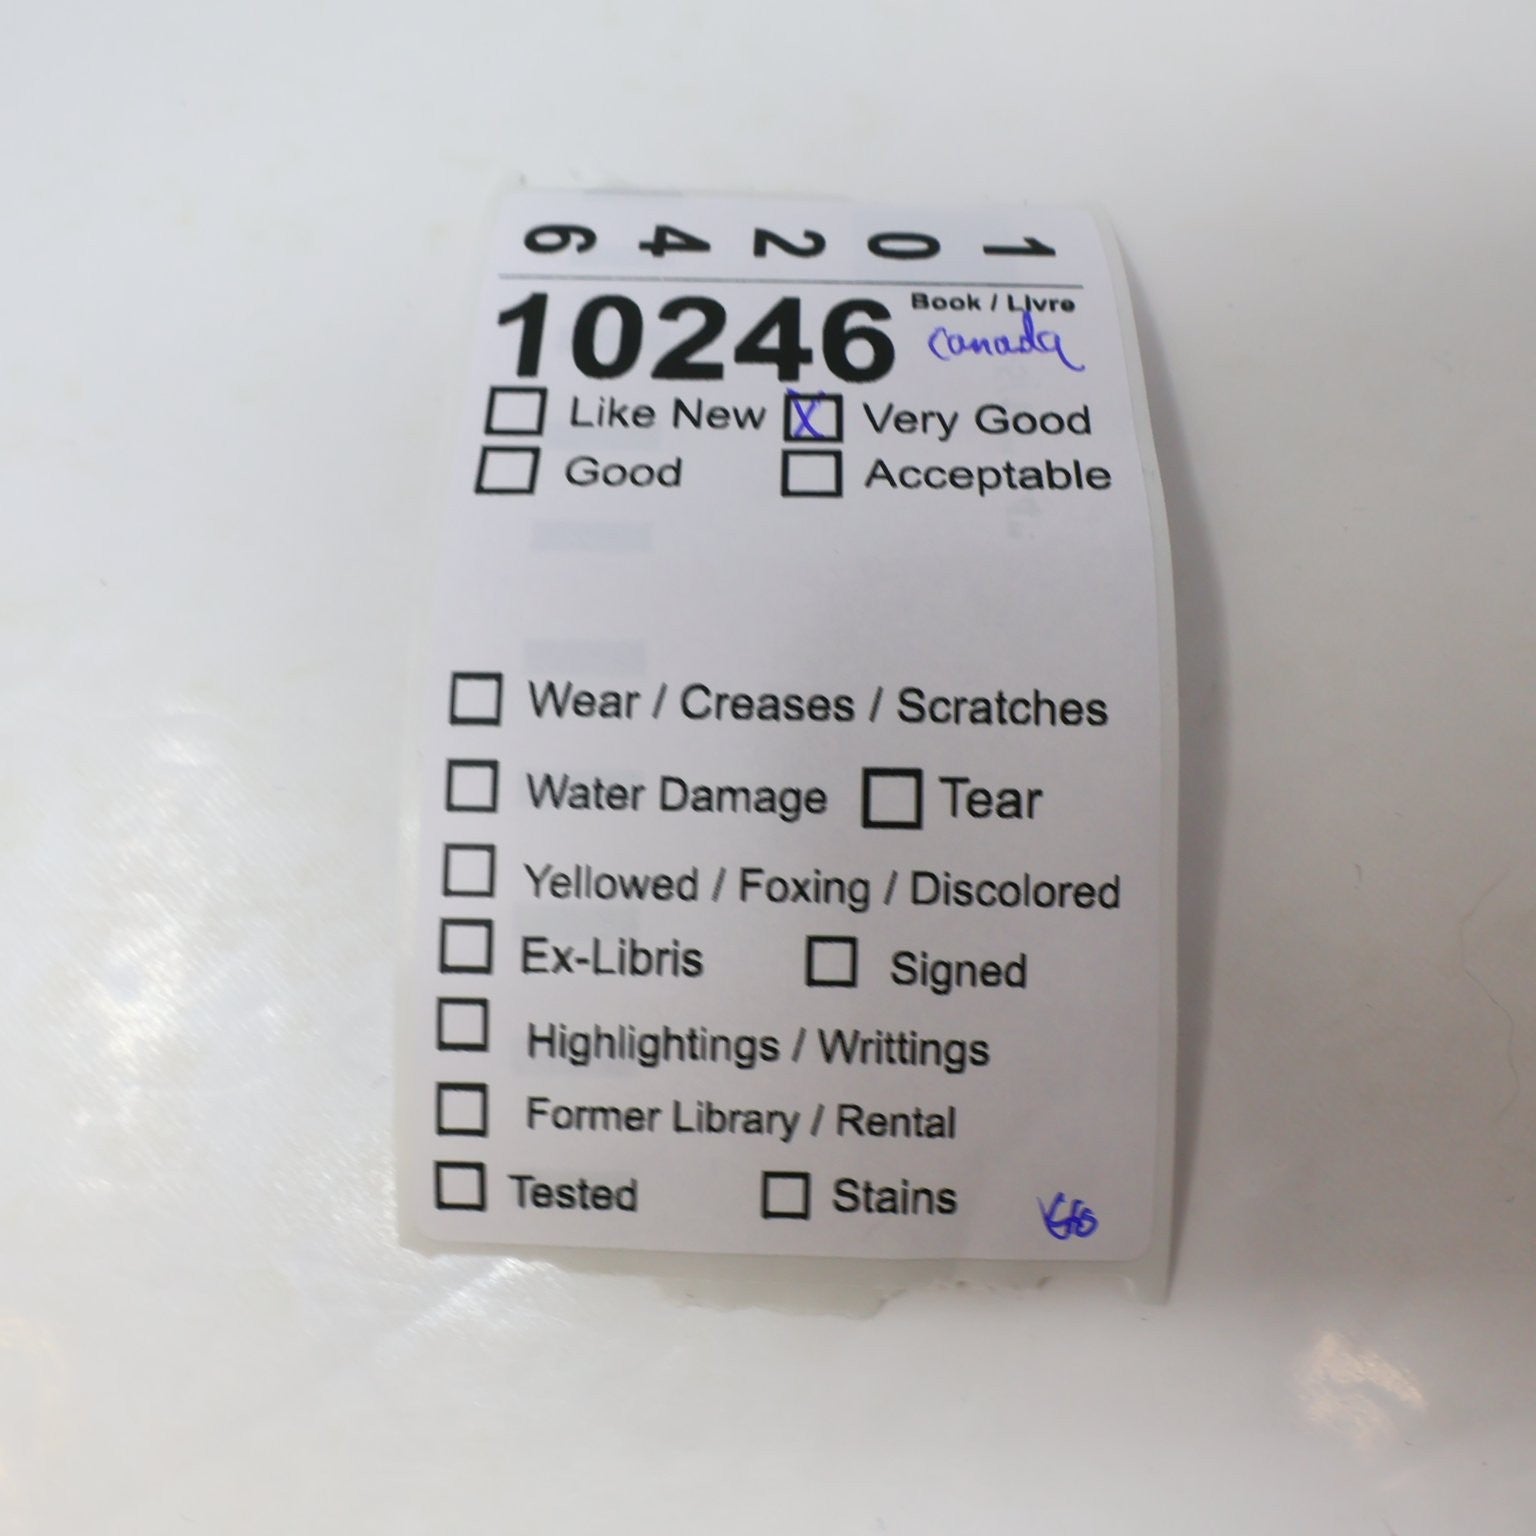 10246
10246 Book / Livre
Canada
Like New X Very Good
Good Acceptable
Wear / Creases / Scratches
Water Damage Tear
Yellowed / Foxing / Discolored
Ex-Libris Signed
Highlightings / Writtings
Former Library / Rental
Tested Stains